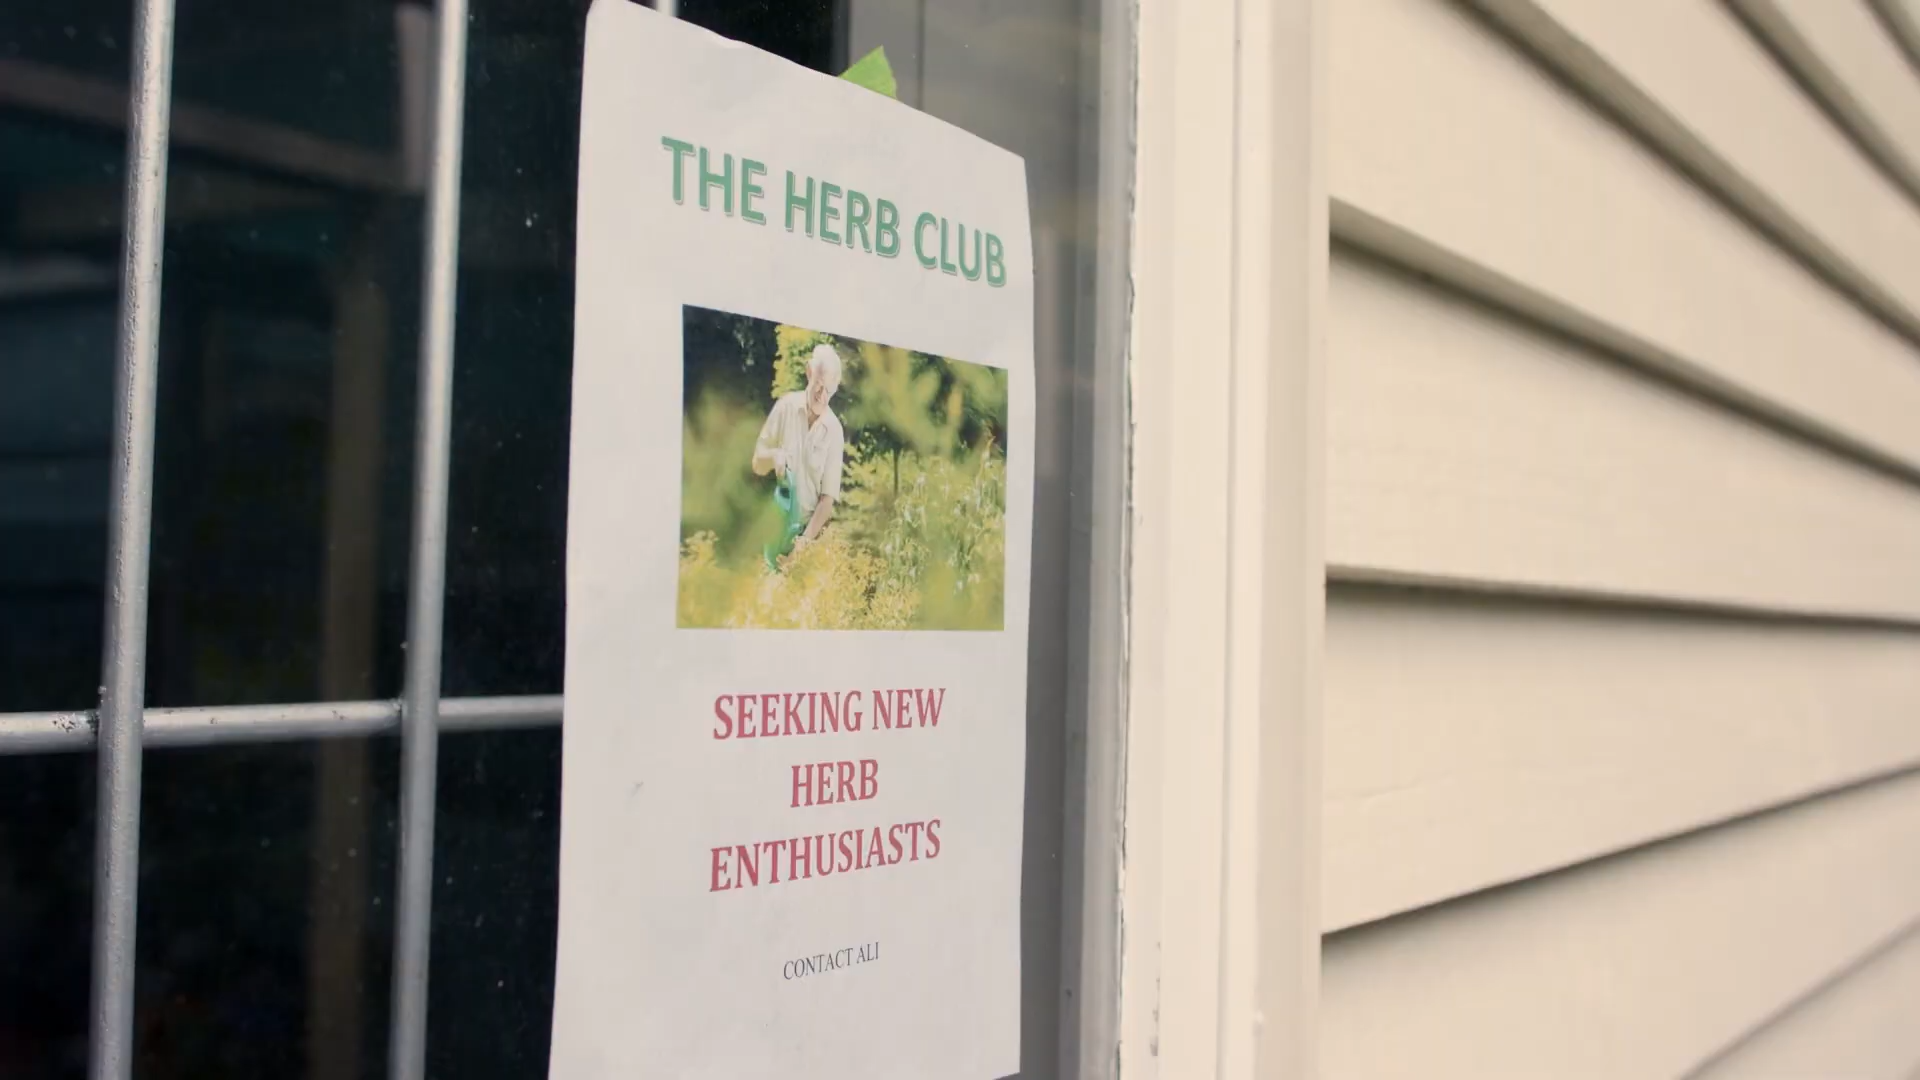 THE HERB CLUB
SEEKING NEW
HERB
ENTHUSIASTS
CONTACT ALI